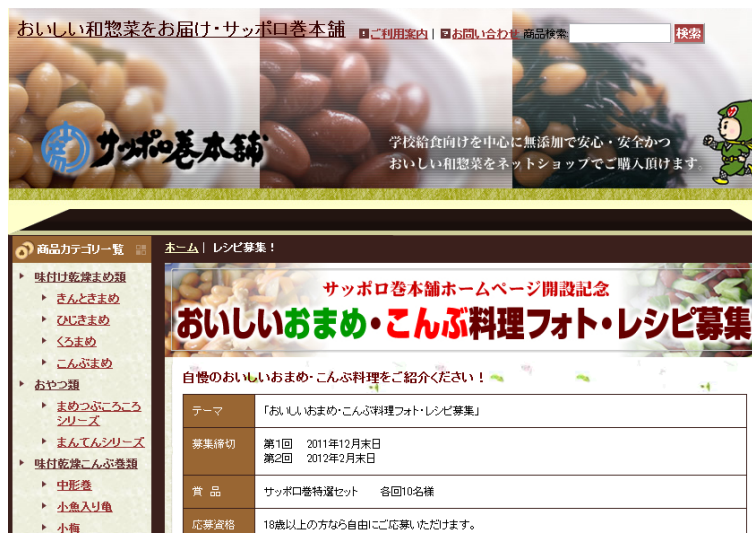 おいしい和惣菜をお届け・サッポロ巻本舗
ご利用案内 | お問い合わせ 商品検索: 検索
サッポロ巻本舗
学校給食向けを中心に無添加で安心・安全かつ
おいしい和惣菜をネットショップでご購入頂けます
商品カテゴリ一覧
ホーム | レシピ募集！
味付け乾燥まめ類
きんときまめ
ひじきまめ
くろまめ
こんぶまめ
おやつ類
まめつぶころころ
シリーズ
まんてんシリーズ
味付乾燥こんぶ巻類
中形巻
小魚入り亀
小梅
サッポロ巻本舗ホームページ開設記念
おいしいおまめ・こんぶ料理フォト・レシピ募集
自慢のおいしいおまめ・こんぶ料理をご紹介ください！
テーマ 「おいしいおまめ・こんぶ料理フォト・レシピ募集」
募集締切 第1回 2011年12月末日
第2回 2012年2月末日
賞 品 サッポロ巻特選セット 各回10名様
応募資格 18歳以上の方なら自由にご応募いただけます。